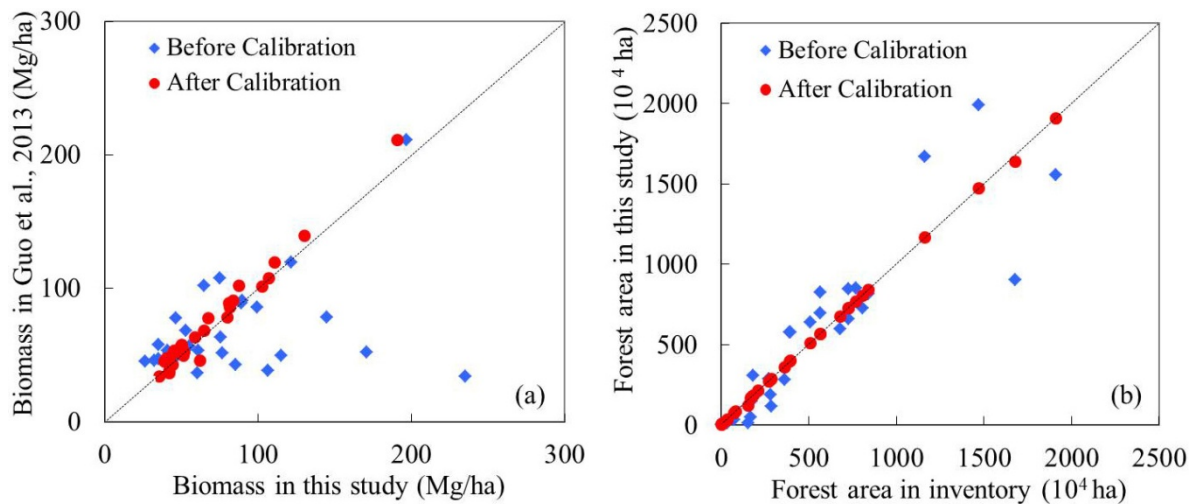 Biomass in Guo et al., 2013 (Mg/ha)
300
200
100
0
Before Calibration
After Calibration
(a)
0 100 200 300
Biomass in this study (Mg/ha)
Forest area in this study (10 4 ha)
2500
2000
1500
1000
500
0
Before Calibration
After Calibration
(b)
0 500 1000 1500 2000 2500
Forest area in inventory (10⁴ ha)